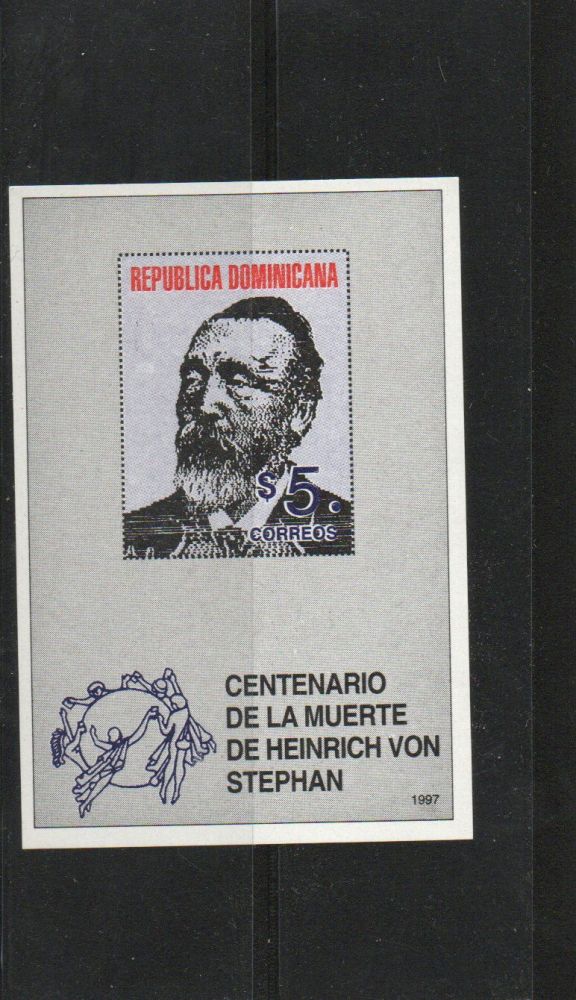 REPUBLICA DOMINICANA
$5.
CORREOS
CENTENARIO
DE LA MUERTE
DE HEINRICH VON
STEPHAN
1997